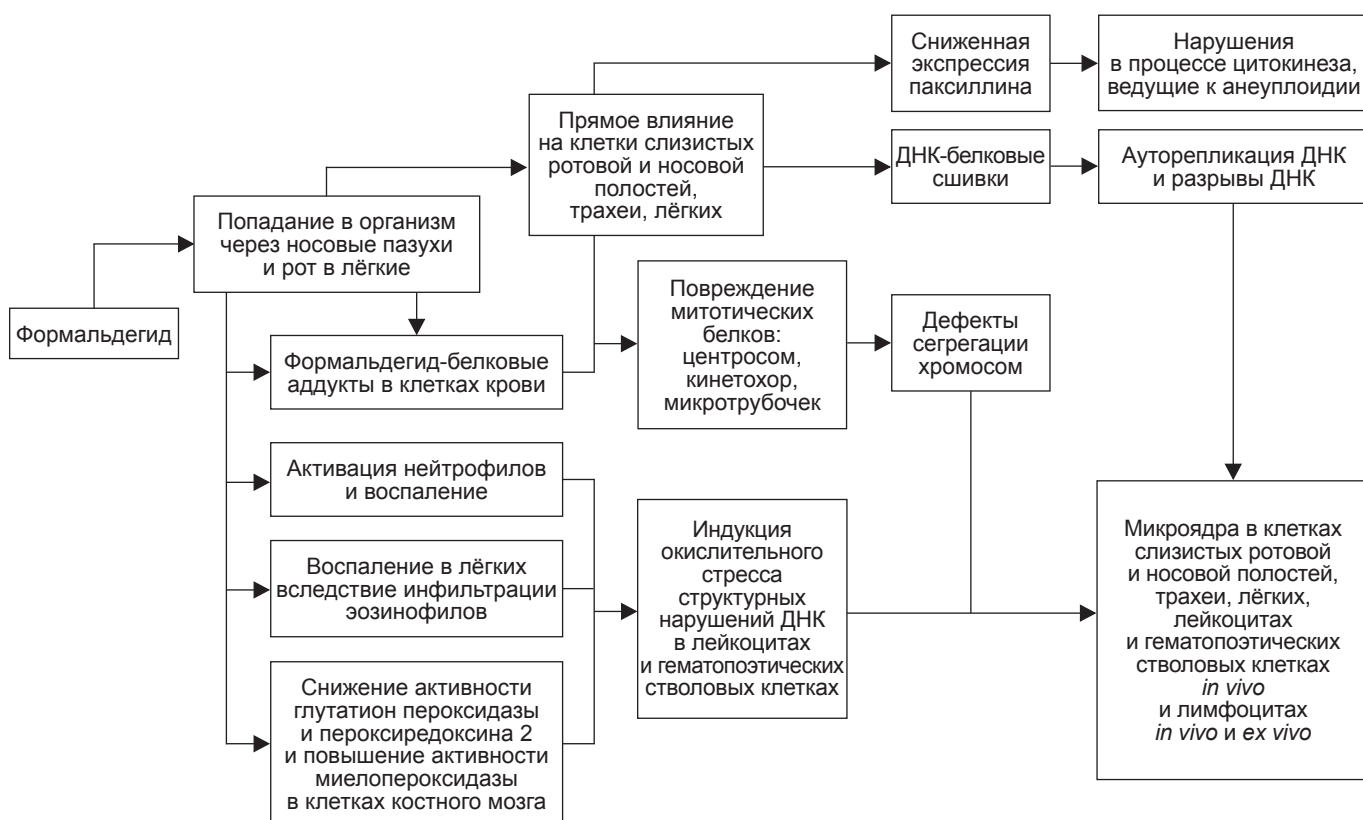 Формальдегид
Попадание в организм
через носовые пазухи
и рот в лёгкие
Прямое влияние
на клетки слизистых
ротовой и носовой
полостей,
трахеи, лёгких
Сниженная
экспрессия
паксиллина
Нарушения
в процессе цитокинеза,
ведущие к анеуплоидии
ДНК-белковые
сшивки
Ауторепликация ДНК
и разрывы ДНК
Формальдегид-белковые
аддукты в клетках крови
Повреждение
митотических
белков:
центросом,
кинетохор,
микротрубочек
Дефекты
сегрегации
хромосом
Активация нейтрофилов
и воспаление
Воспаление в лёгких
вследствие инфильтрации
эозинофилов
Снижение активности
глутатион пероксидазы
и пероксиредоксина 2
и повышение активности
миелопероксидазы
в клетках костного мозга
Индукция
окислительного
стресса
структурных
нарушений ДНК
в лейкоцитах
и гематопоэтических
стволовых клетках
Микроядра в клетках
слизистых ротовой
и носовой полостей,
трахеи, лёгких,
лейкоцитах
и гематопоэтических
стволовых клетках
in vivo
и лимфоцитах
in vivo и ex vivo